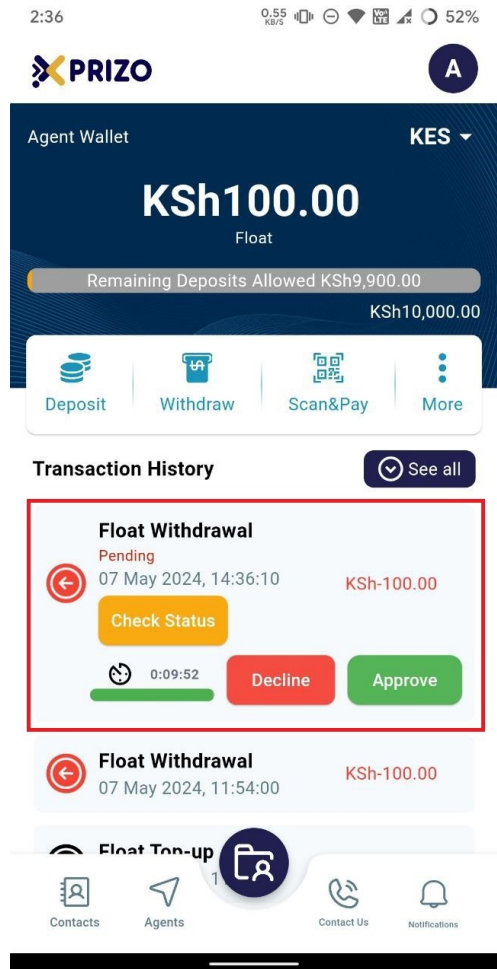 2:36
0.55 KB/S
Vo LTE
52%
PRIZO
A
Agent Wallet
KES
KSh100.00
Float
Remaining Deposits Allowed KSh9,900.00
KSh10,000.00
Deposit
Withdraw
Scan&Pay
More
Transaction History
See all
Float Withdrawal
Pending
07 May 2024, 14:36:10
KSh-100.00
Check Status
0:09:52
Decline
Approve
Float Withdrawal
07 May 2024, 11:54:00
KSh-100.00
Float Top-up
Contacts
Agents
Contact Us
Notifications